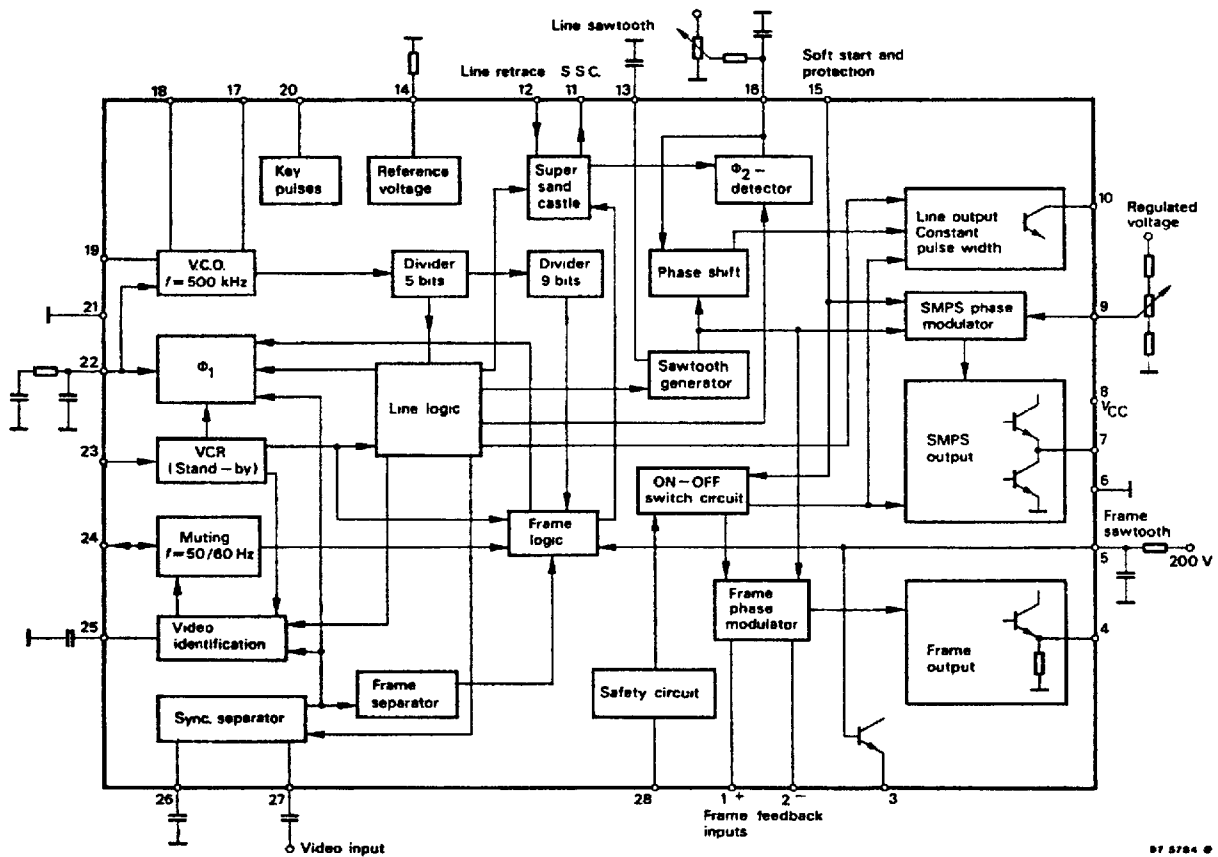 Line sawtooth
Soft start and
protection
Line retrace
S S C.
18
17
20
14
12
11
13
16
15
Key
pulses
Reference
voltage
Super
sand
castle
Φ2 –
detector
10
Line output
Constant
pulse width
Regulated
voltage
19
V.C.O.
f = 500 kHz
Divider
5 bits
Divider
9 bits
Phase shift
21
SMPS phase
modulator
9
22
Φ1
Sawtooth
generator
Line logic
8
VCC
SMPS
output
7
23
VCR
(Stand – by)
ON – OFF
switch circuit
6
Frame
sawtooth
24
Muting
f = 50/60 Hz
Frame
logic
5
200 V
Frame
phase
modulator
25
Video
identification
4
Frame
output
Frame
separator
Safety circuit
Sync. separator
26
27
28
1 +
2 –
3
Frame feedback
inputs
Video input